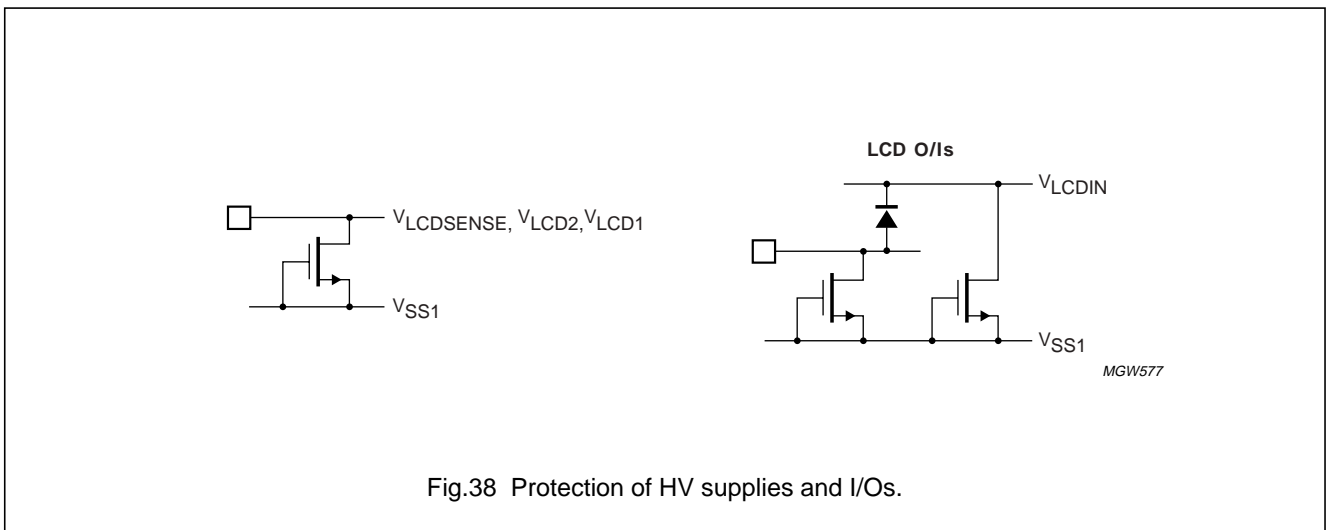 LCD O/Is
VLCDIN
VLCDSENSE, VLCD2,VLCD1
VSS1
VSS1
MGW577
Fig.38 Protection of HV supplies and I/Os.